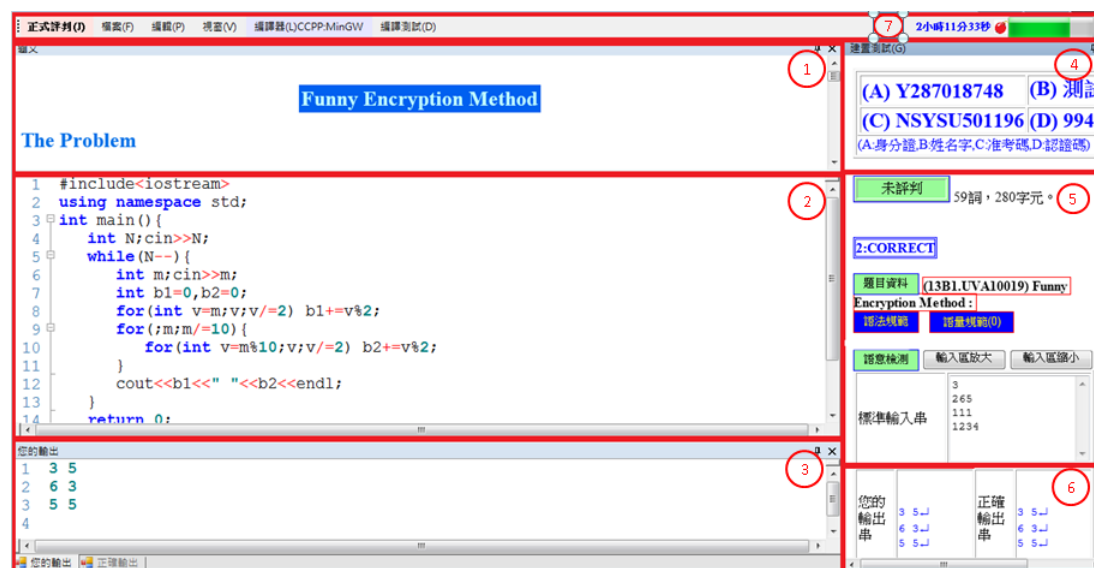 正式評判(J) 檔案(F) 編輯(P) 視窗(V) 編譯器(L)CCPP:MinGW 編譯測試(D)
7
2小時11分33秒
1
Funny Encryption Method
The Problem
1 #include<iostream>
2 using namespace std;
3 int main(){
4 int N;cin>>N;
5 while(N--){
6 int m;cin>>m;
7 int b1=0,b2=0;
8 for(int v=m;v;v/=2) b1+=v%2;
9 for(;m;m/=10){
10 for(int v=m%10;v;v/=2) b2+=v%2;
11 }
12 cout<<b1<<" "<<b2<<endl;
13 }
14 return 0;
2
您的輸出
3
1 3 5
2 6 3
3 5 5
4
您的輸出 正確輸出
建置測試(G)
4
(A) Y287018748 (B) 測試
(C) NSYSU501196 (D) 994
(A:身分證,B:姓名字,C:准考碼,D:認證碼)
未評判 59詞，280字元。
5
2:CORRECT
題目資料 (13B1.UVA10019) Funny
Encryption Method :
語法規範 語量規範(0)
語意檢測 輸入區放大 輸入區縮小
標準輸入串
3
265
111
1234
6
您的輸出串
3 5↵
6 3↵
5 5↵
正確輸出串
3 5↵
6 3↵
5 5↵